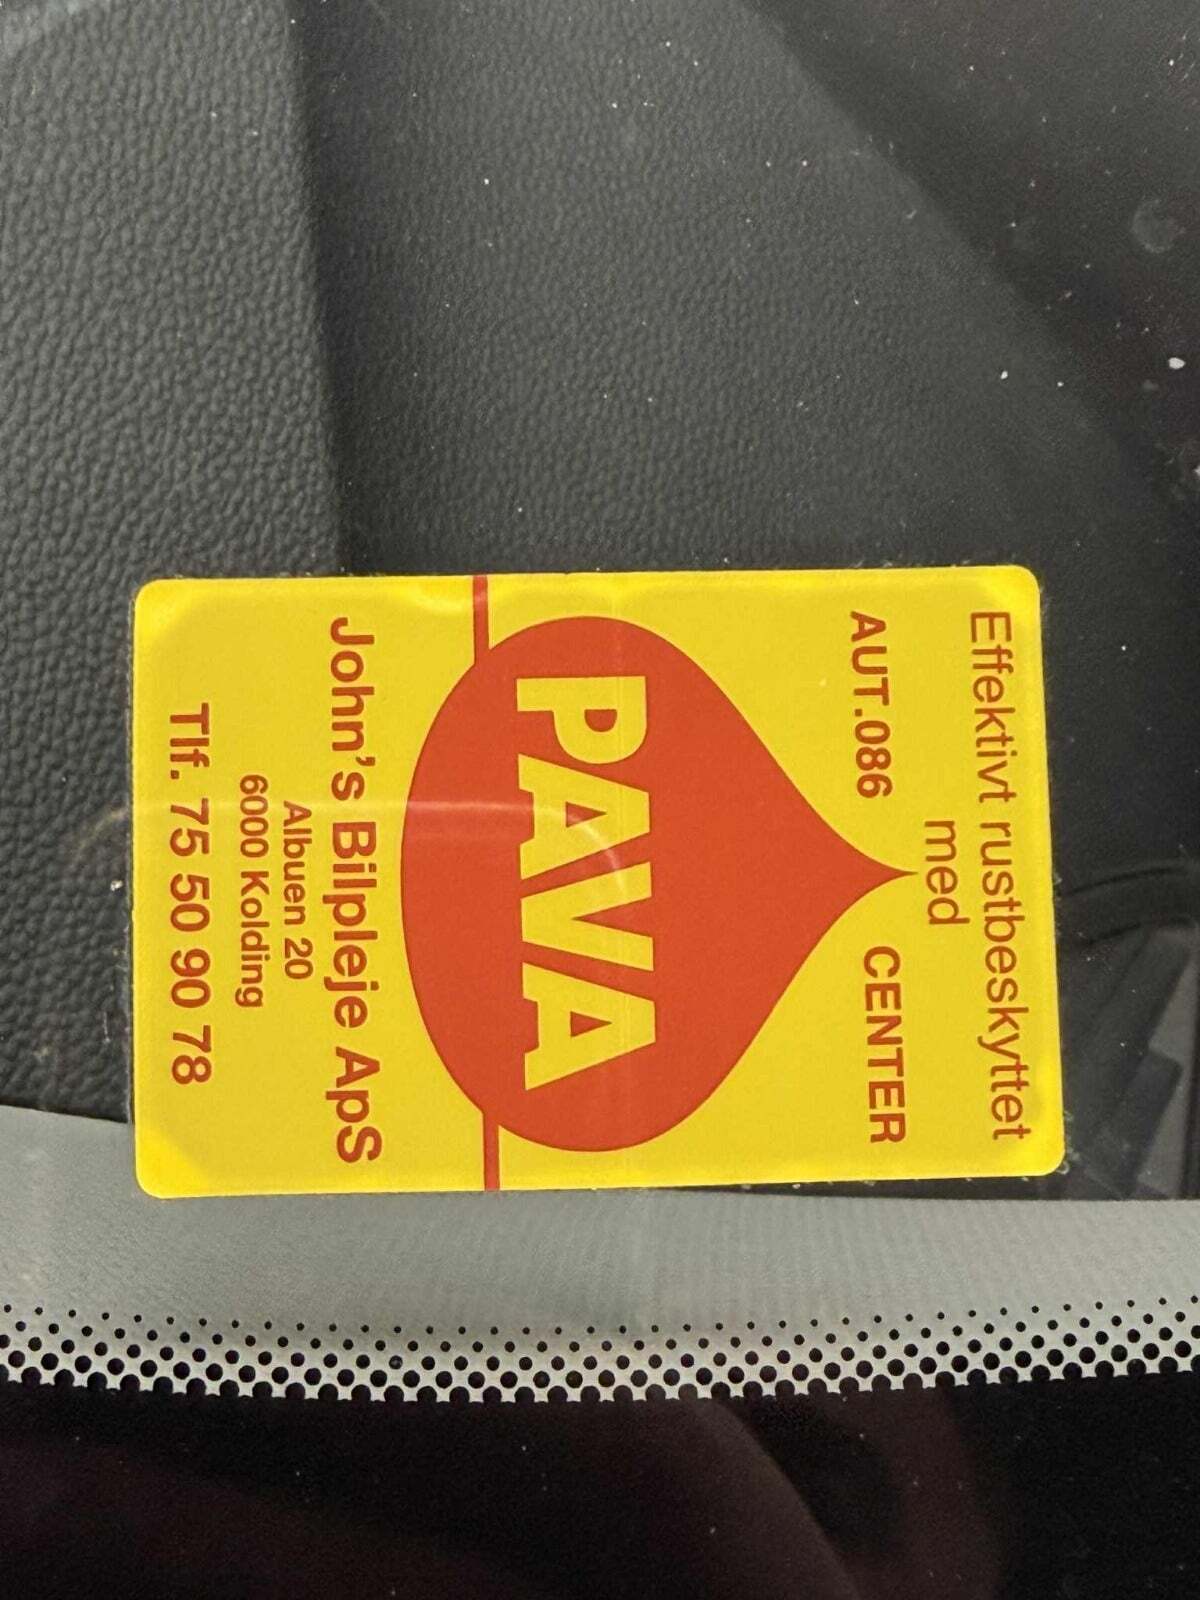 Effektivt rustbeskyttet
med
AUT.086 CENTER
PAVA
John's Bilpleje ApS
Albuen 20
6000 Kolding
Tlf. 75 50 90 78